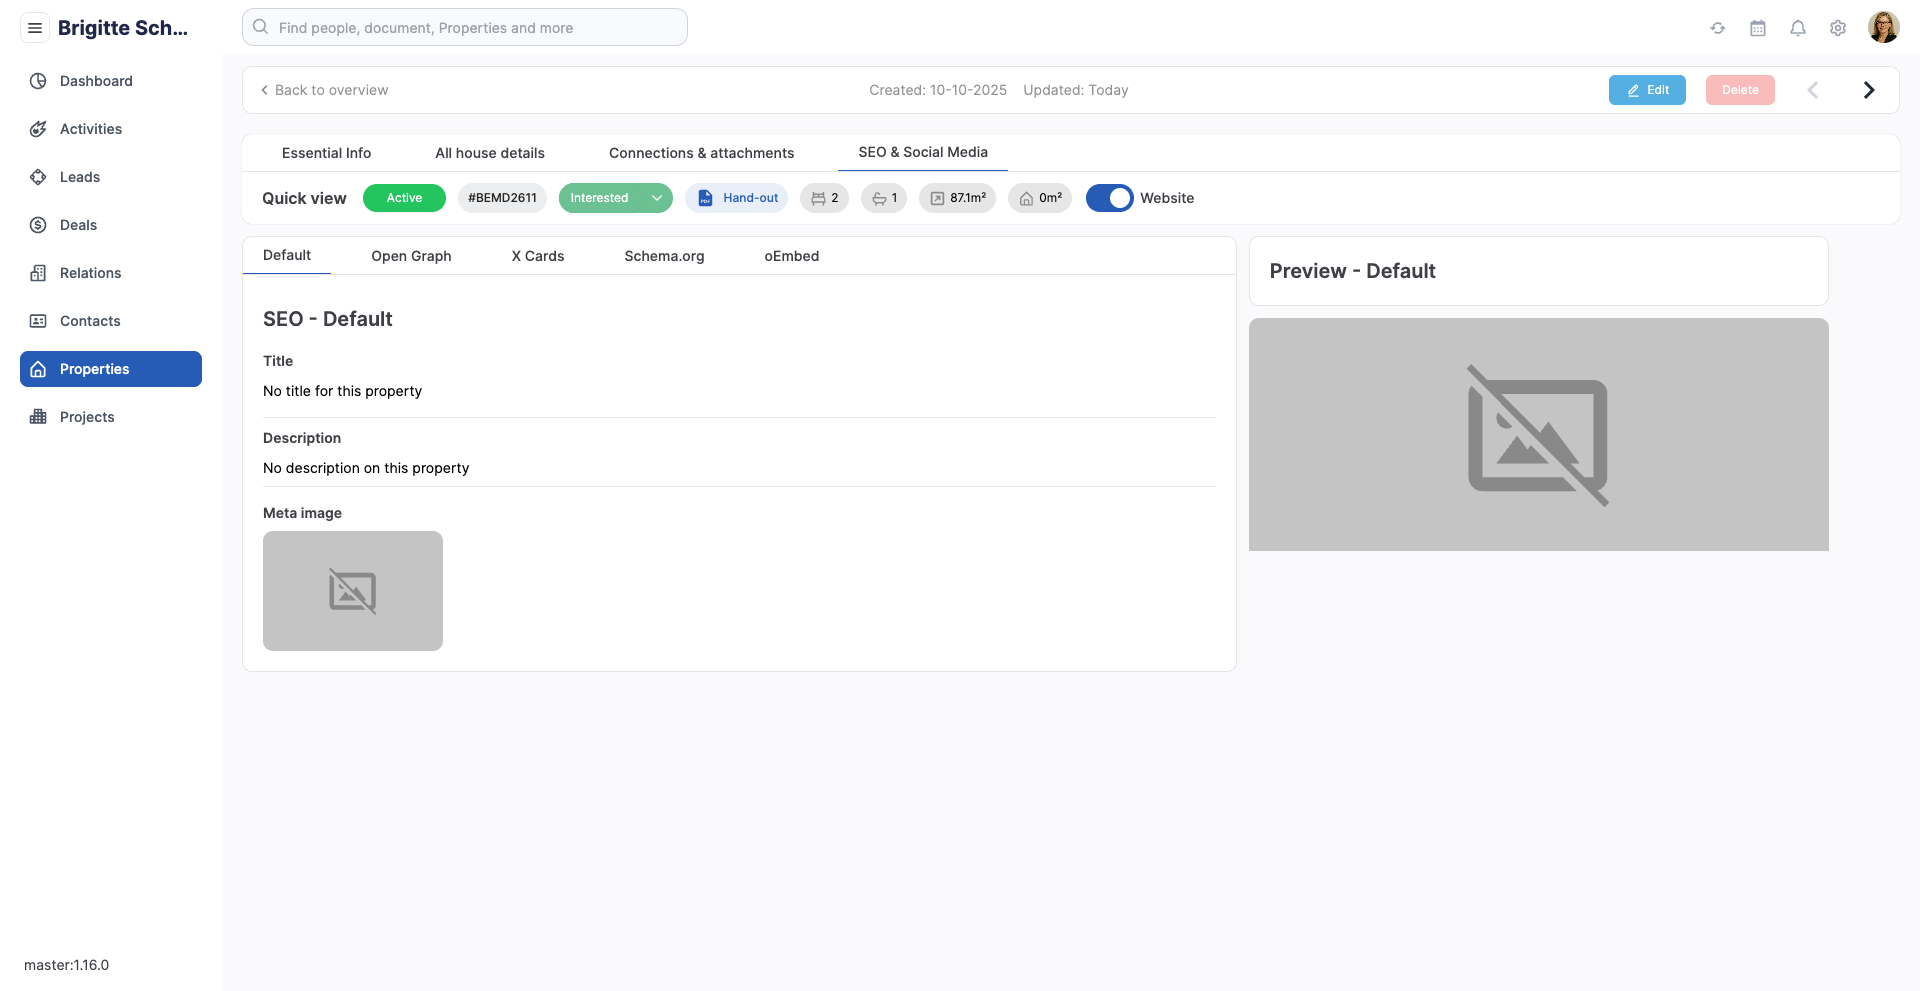 Brigitte Sch...
Find people, document, Properties and more
Dashboard
Activities
Leads
Deals
Relations
Contacts
Properties
Projects
master:1.16.0
Back to overview
Created: 10-10-2025 Updated: Today
Edit
Delete
Essential Info
All house details
Connections & attachments
SEO & Social Media
Quick view
Active
#BEMD2611
Interested
PDF
Hand-out
2
1
87.1m²
0m²
Website
Default
Open Graph
X Cards
Schema.org
oEmbed
SEO - Default
Title
No title for this property
Description
No description on this property
Meta image
Preview - Default